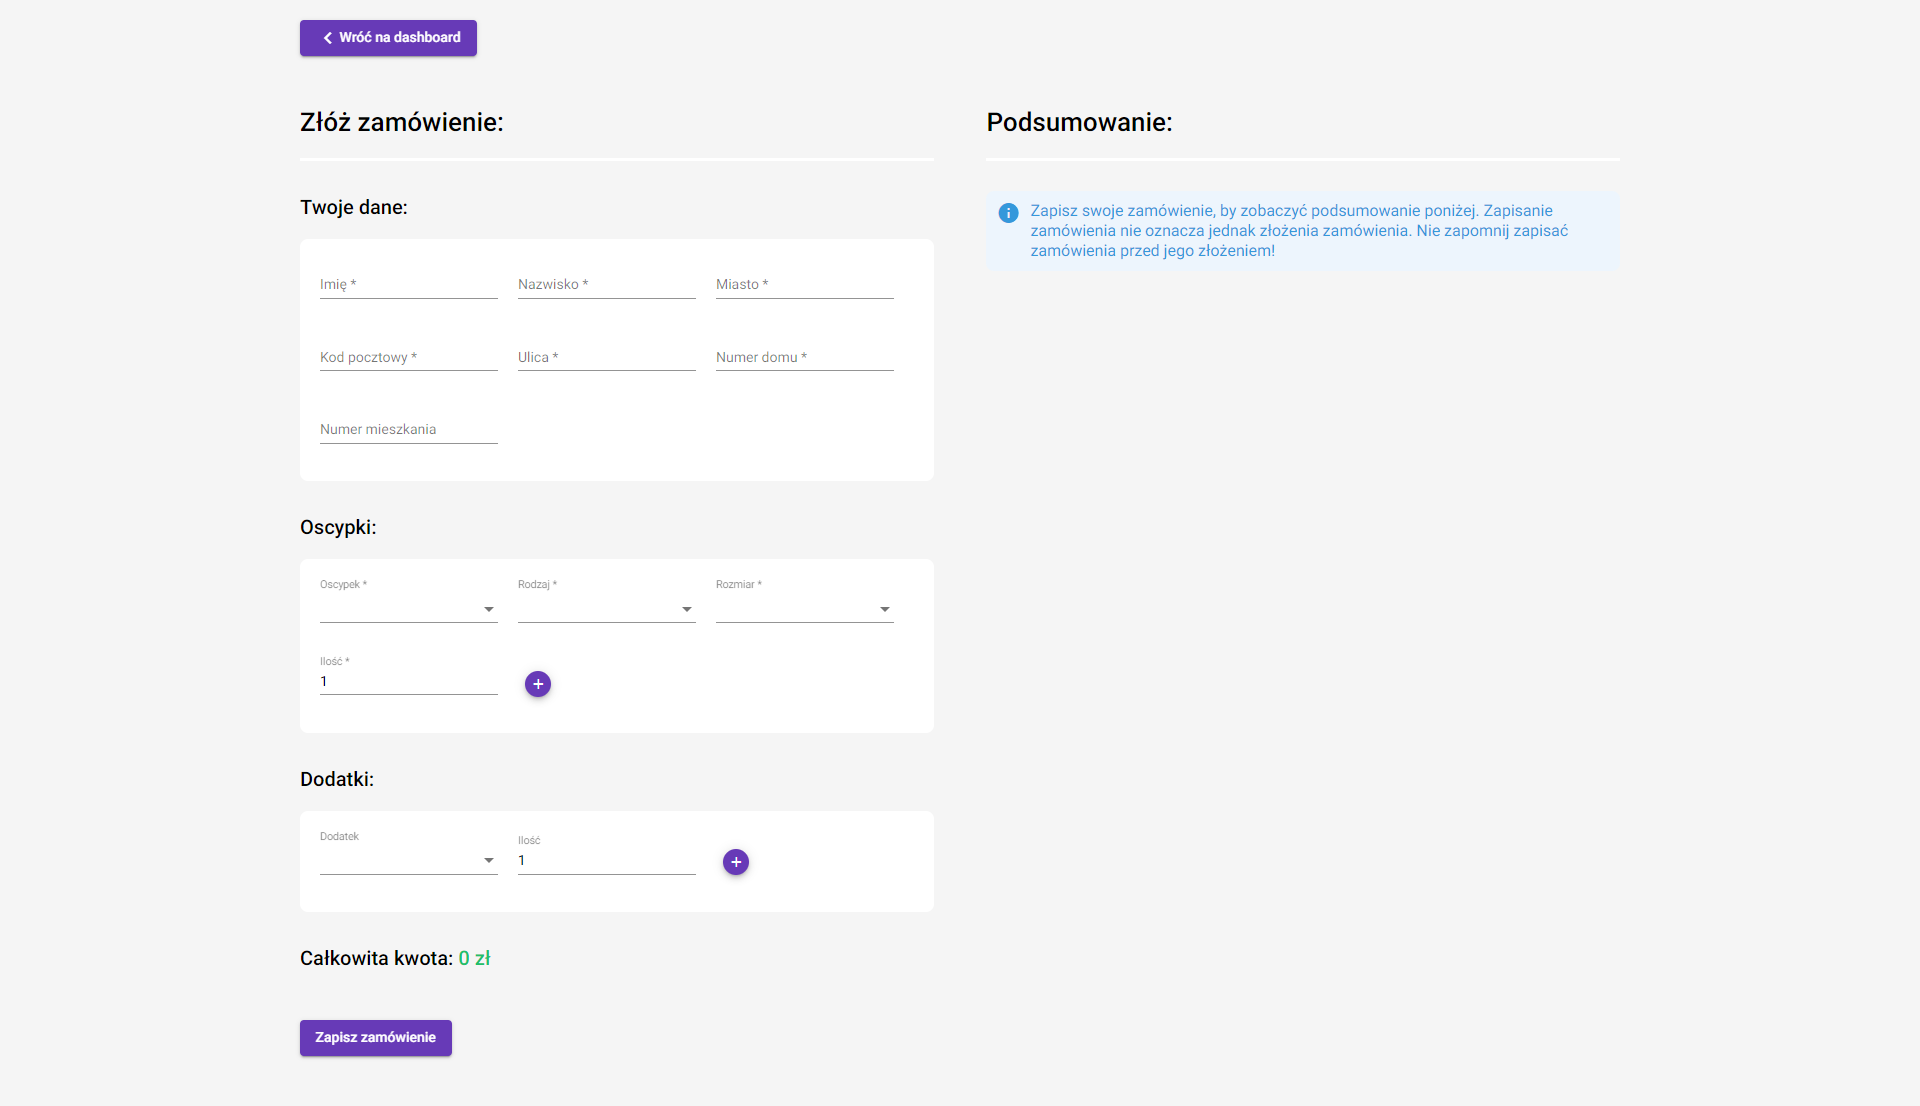 Wróć na dashboard
Złóż zamówienie:
Twoje dane:
Imię *
Nazwisko *
Miasto *
Kod pocztowy *
Ulica *
Numer domu *
Numer mieszkania
Oscypki:
Oscypek *
Rodzaj *
Rozmiar *
Ilość *
1
Dodatki:
Dodatek
Ilość
1
Całkowita kwota: 0 zł
Zapisz zamówienie
Podsumowanie:
Zapisz swoje zamówienie, by zobaczyć podsumowanie poniżej. Zapisanie
zamówienia nie oznacza jednak złożenia zamówienia. Nie zapomnij zapisać
zamówienia przed jego złożeniem!